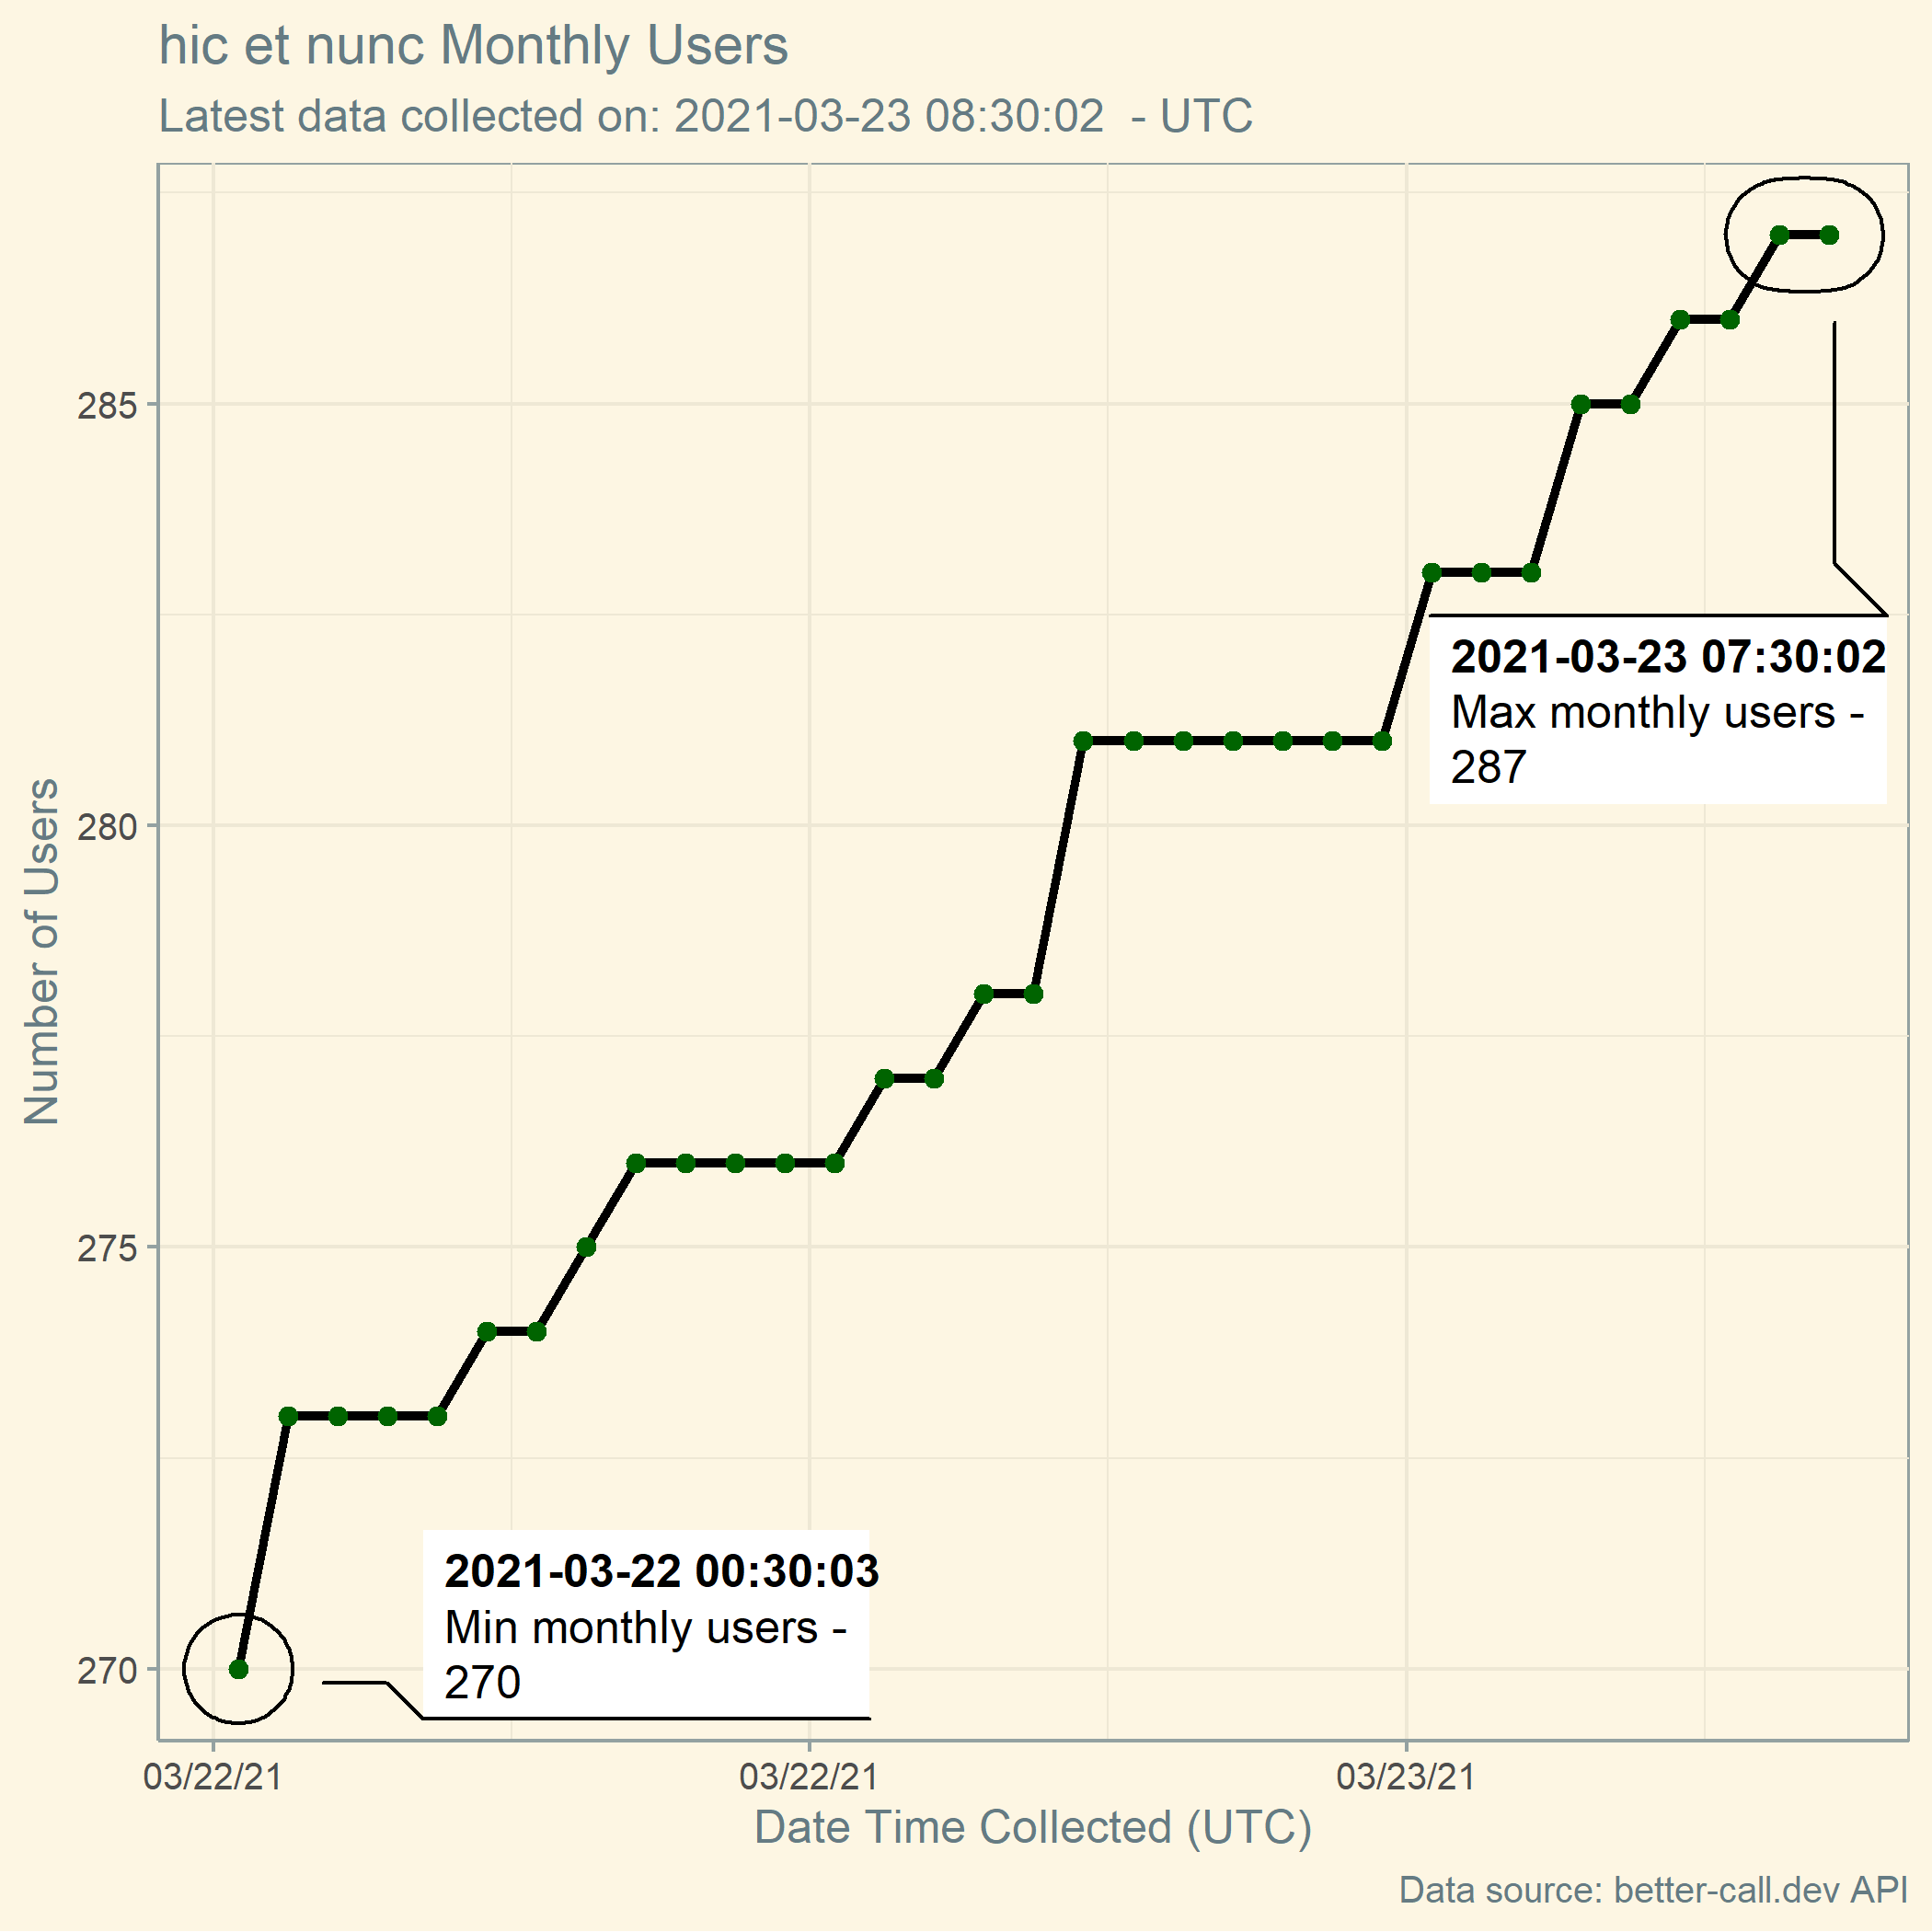 hic et nunc Monthly Users
Latest data collected on: 2021-03-23 08:30:02  - UTC
285
280
275
270
Number of Users
2021-03-23 07:30:02
Max monthly users -
287
2021-03-22 00:30:03
Min monthly users -
270
03/22/21
03/22/21
03/23/21
Date Time Collected (UTC)
Data source: better-call.dev API